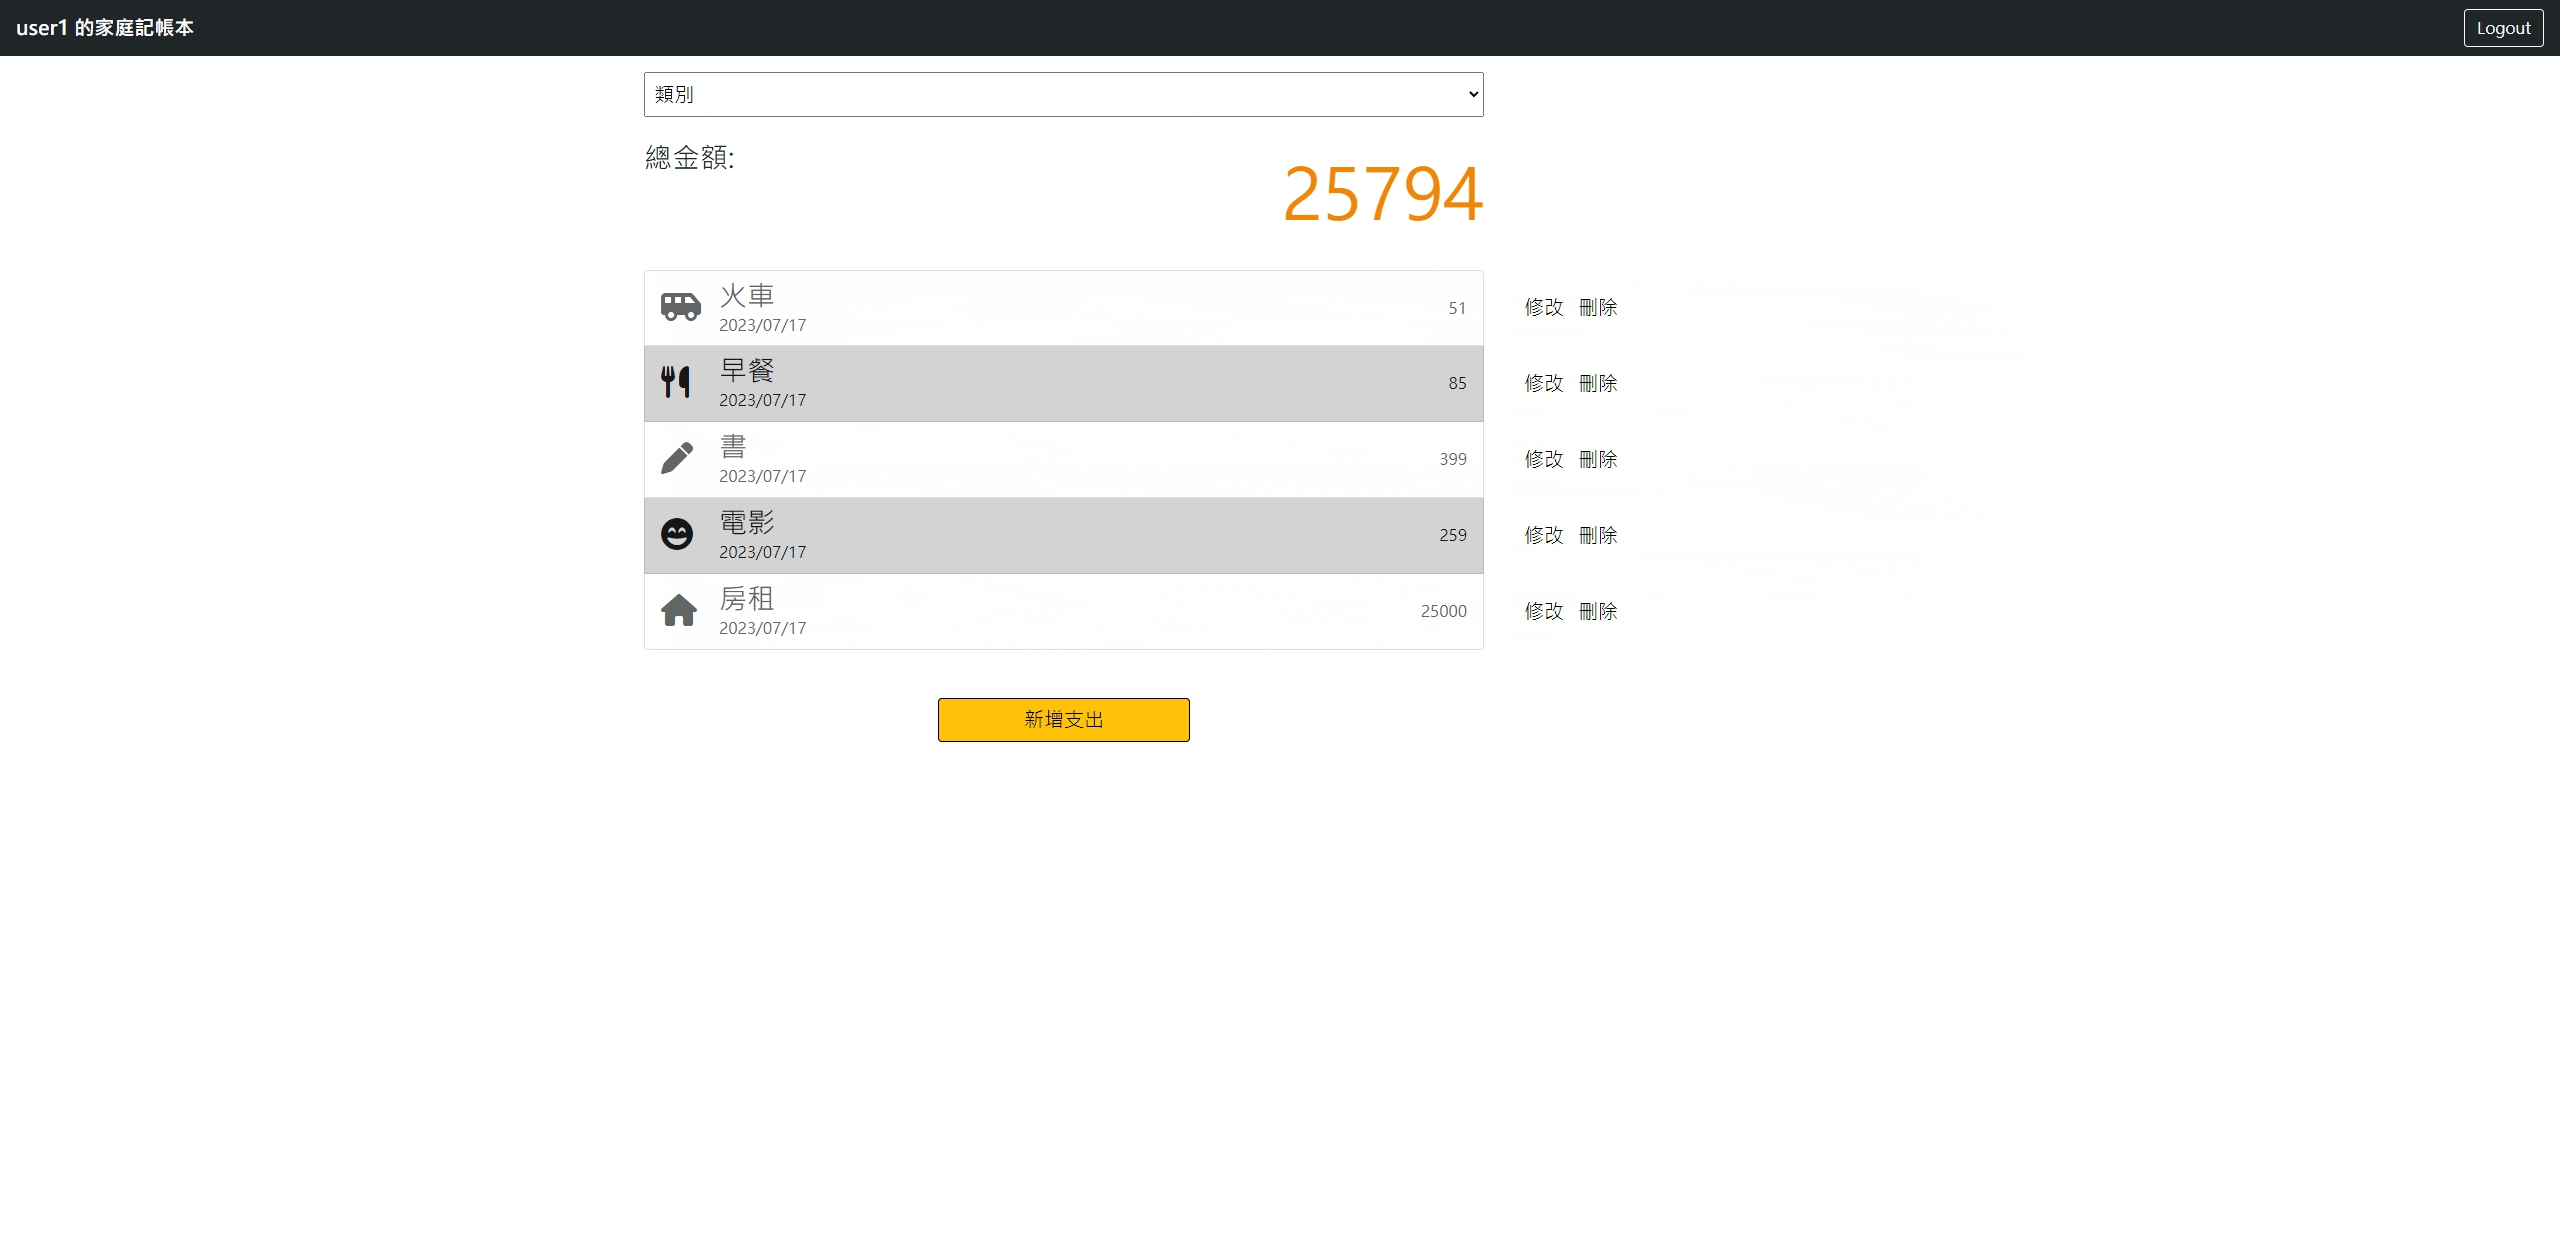 user1 的家庭記帳本
Logout
類別
總金額:
25794
火車
2023/07/17
51
修改 刪除
早餐
2023/07/17
85
修改 刪除
書
2023/07/17
399
修改 刪除
電影
2023/07/17
259
修改 刪除
房租
2023/07/17
25000
修改 刪除
新增支出